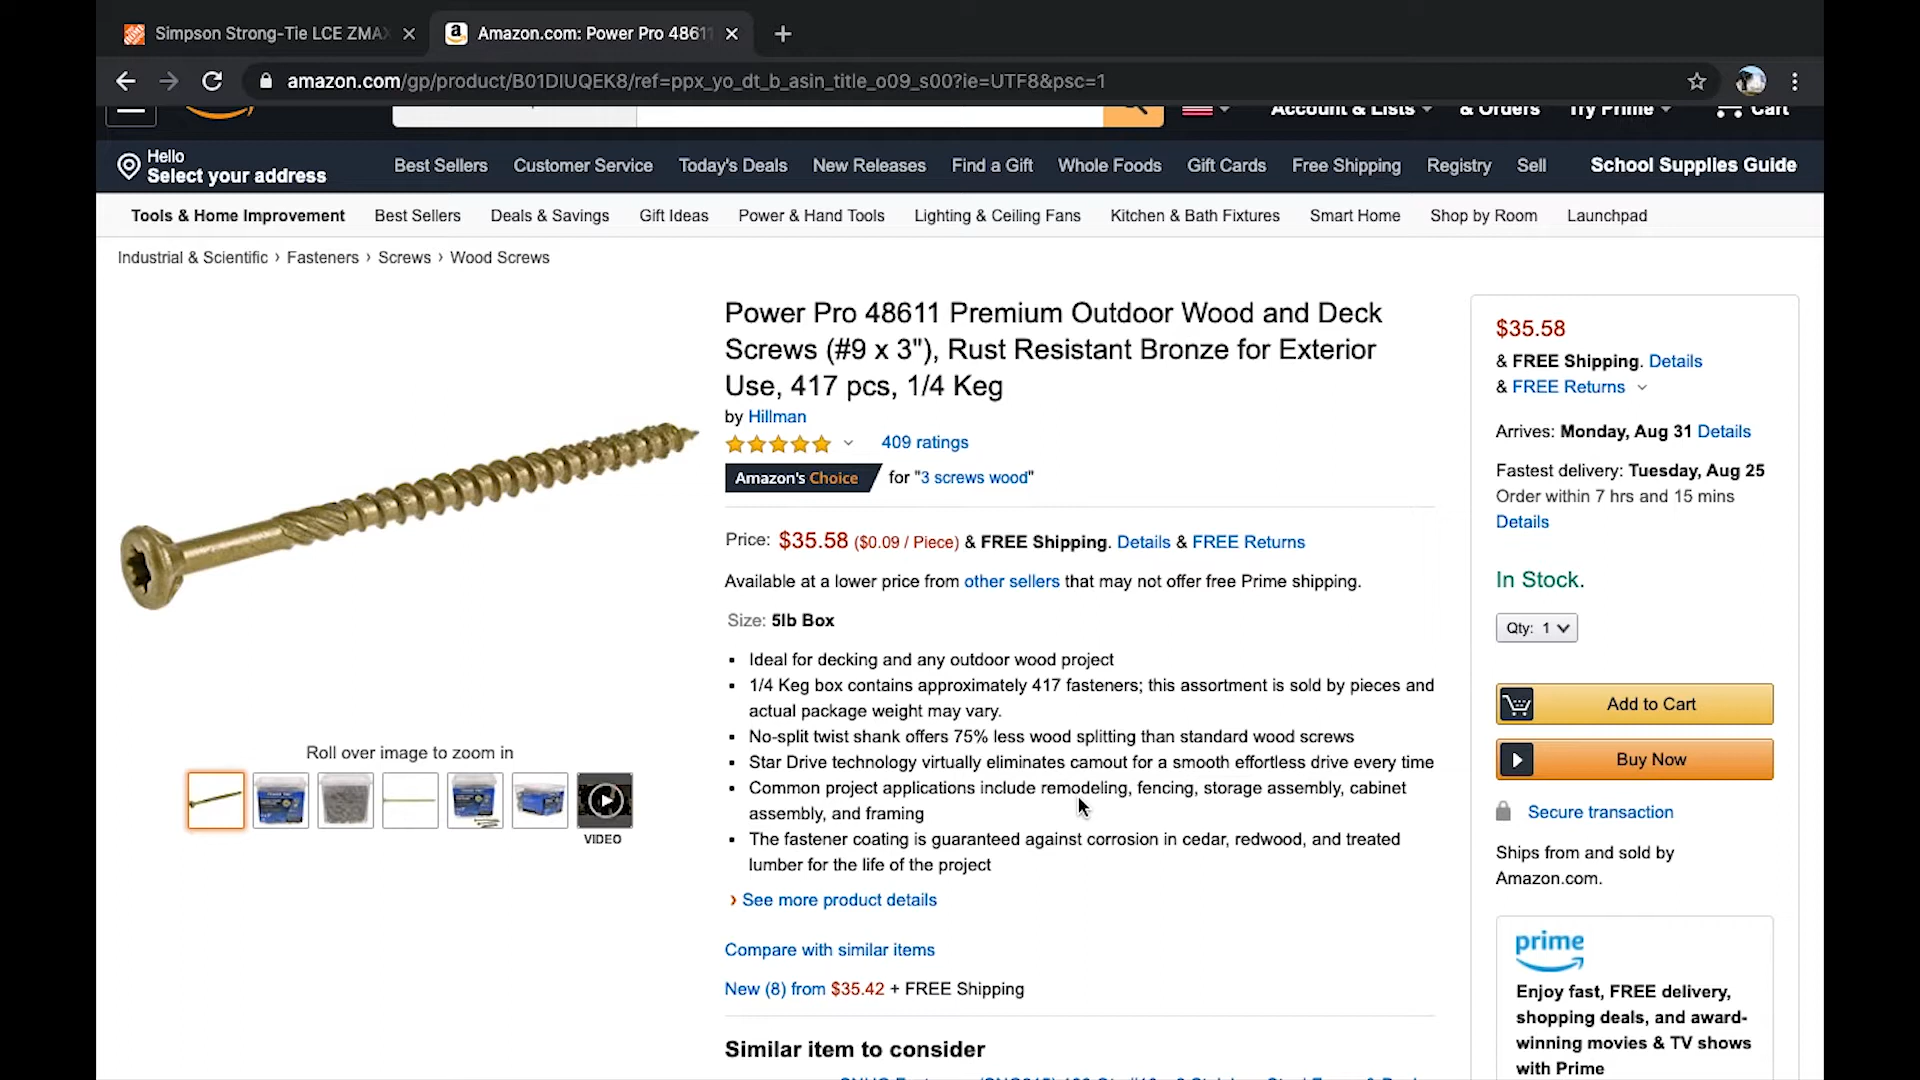 Simpson Strong-Tie LCE ZMAX
Amazon.com: Power Pro 48611
amazon.com/gp/product/B01DIUQEK8/ref=ppx_yo_dt_b_asin_title_o09_s00?ie=UTF8&psc=1
Account & Lists & Orders Try Prime Cart
Hello
Select your address
Best Sellers Customer Service Today's Deals New Releases Find a Gift Whole Foods Gift Cards Free Shipping Registry Sell School Supplies Guide
Tools & Home Improvement Best Sellers Deals & Savings Gift Ideas Power & Hand Tools Lighting & Ceiling Fans Kitchen & Bath Fixtures Smart Home Shop by Room Launchpad
Industrial & Scientific › Fasteners › Screws › Wood Screws
Roll over image to zoom in
VIDEO
Power Pro 48611 Premium Outdoor Wood and Deck
Screws (#9 x 3"), Rust Resistant Bronze for Exterior
Use, 417 pcs, 1/4 Keg
by Hillman
409 ratings
Amazon's Choice for "3 screws wood"
Price: $35.58 ($0.09 / Piece) & FREE Shipping. Details & FREE Returns
Available at a lower price from other sellers that may not offer free Prime shipping.
Size: 5lb Box
• Ideal for decking and any outdoor wood project
• 1/4 Keg box contains approximately 417 fasteners; this assortment is sold by pieces and
actual package weight may vary.
• No-split twist shank offers 75% less wood splitting than standard wood screws
• Star Drive technology virtually eliminates camout for a smooth effortless drive every time
• Common project applications include remodeling, fencing, storage assembly, cabinet
assembly, and framing
• The fastener coating is guaranteed against corrosion in cedar, redwood, and treated
lumber for the life of the project
› See more product details
Compare with similar items
New (8) from $35.42 + FREE Shipping
Similar item to consider
$35.58
& FREE Shipping. Details
& FREE Returns
Arrives: Monday, Aug 31 Details
Fastest delivery: Tuesday, Aug 25
Order within 7 hrs and 15 mins
Details
In Stock.
Qty: 1
Add to Cart
Buy Now
Secure transaction
Ships from and sold by
Amazon.com.
prime
Enjoy fast, FREE delivery,
shopping deals, and award-
winning movies & TV shows
with Prime